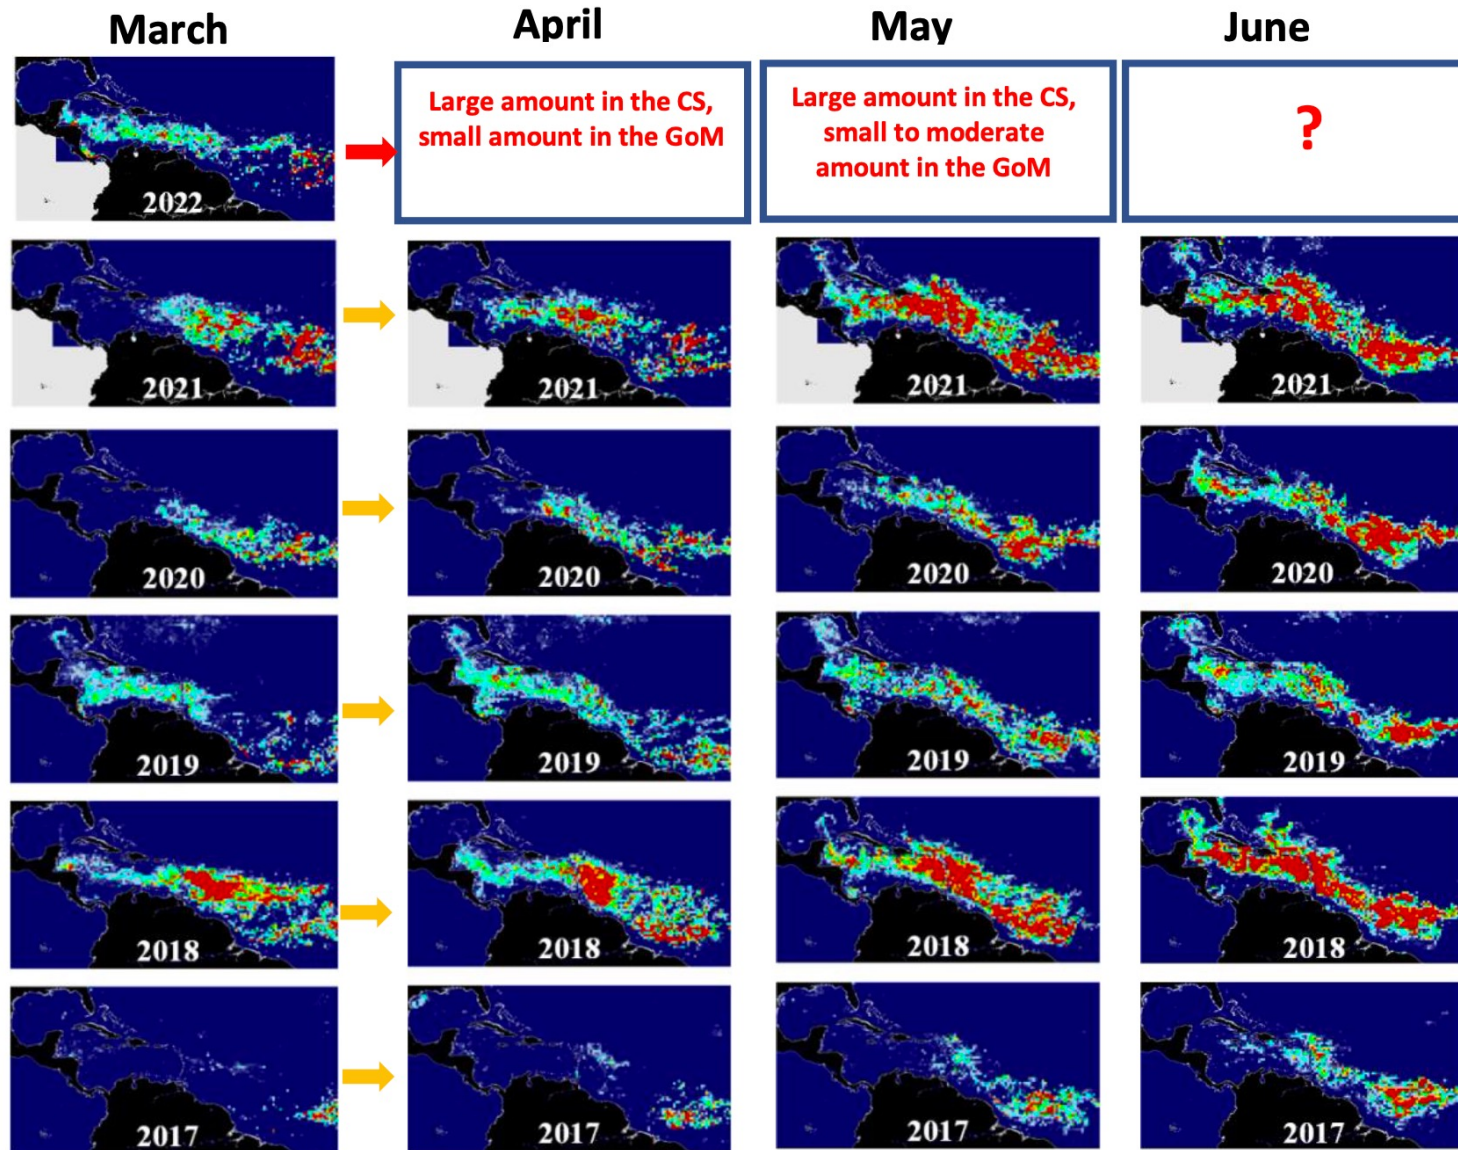 March April May June
Large amount in the CS,
small amount in the GoM
Large amount in the CS,
small to moderate
amount in the GoM
?
2022
2021 2021 2021 2021
2020 2020 2020 2020
2019 2019 2019 2019
2018 2018 2018 2018
2017 2017 2017 2017